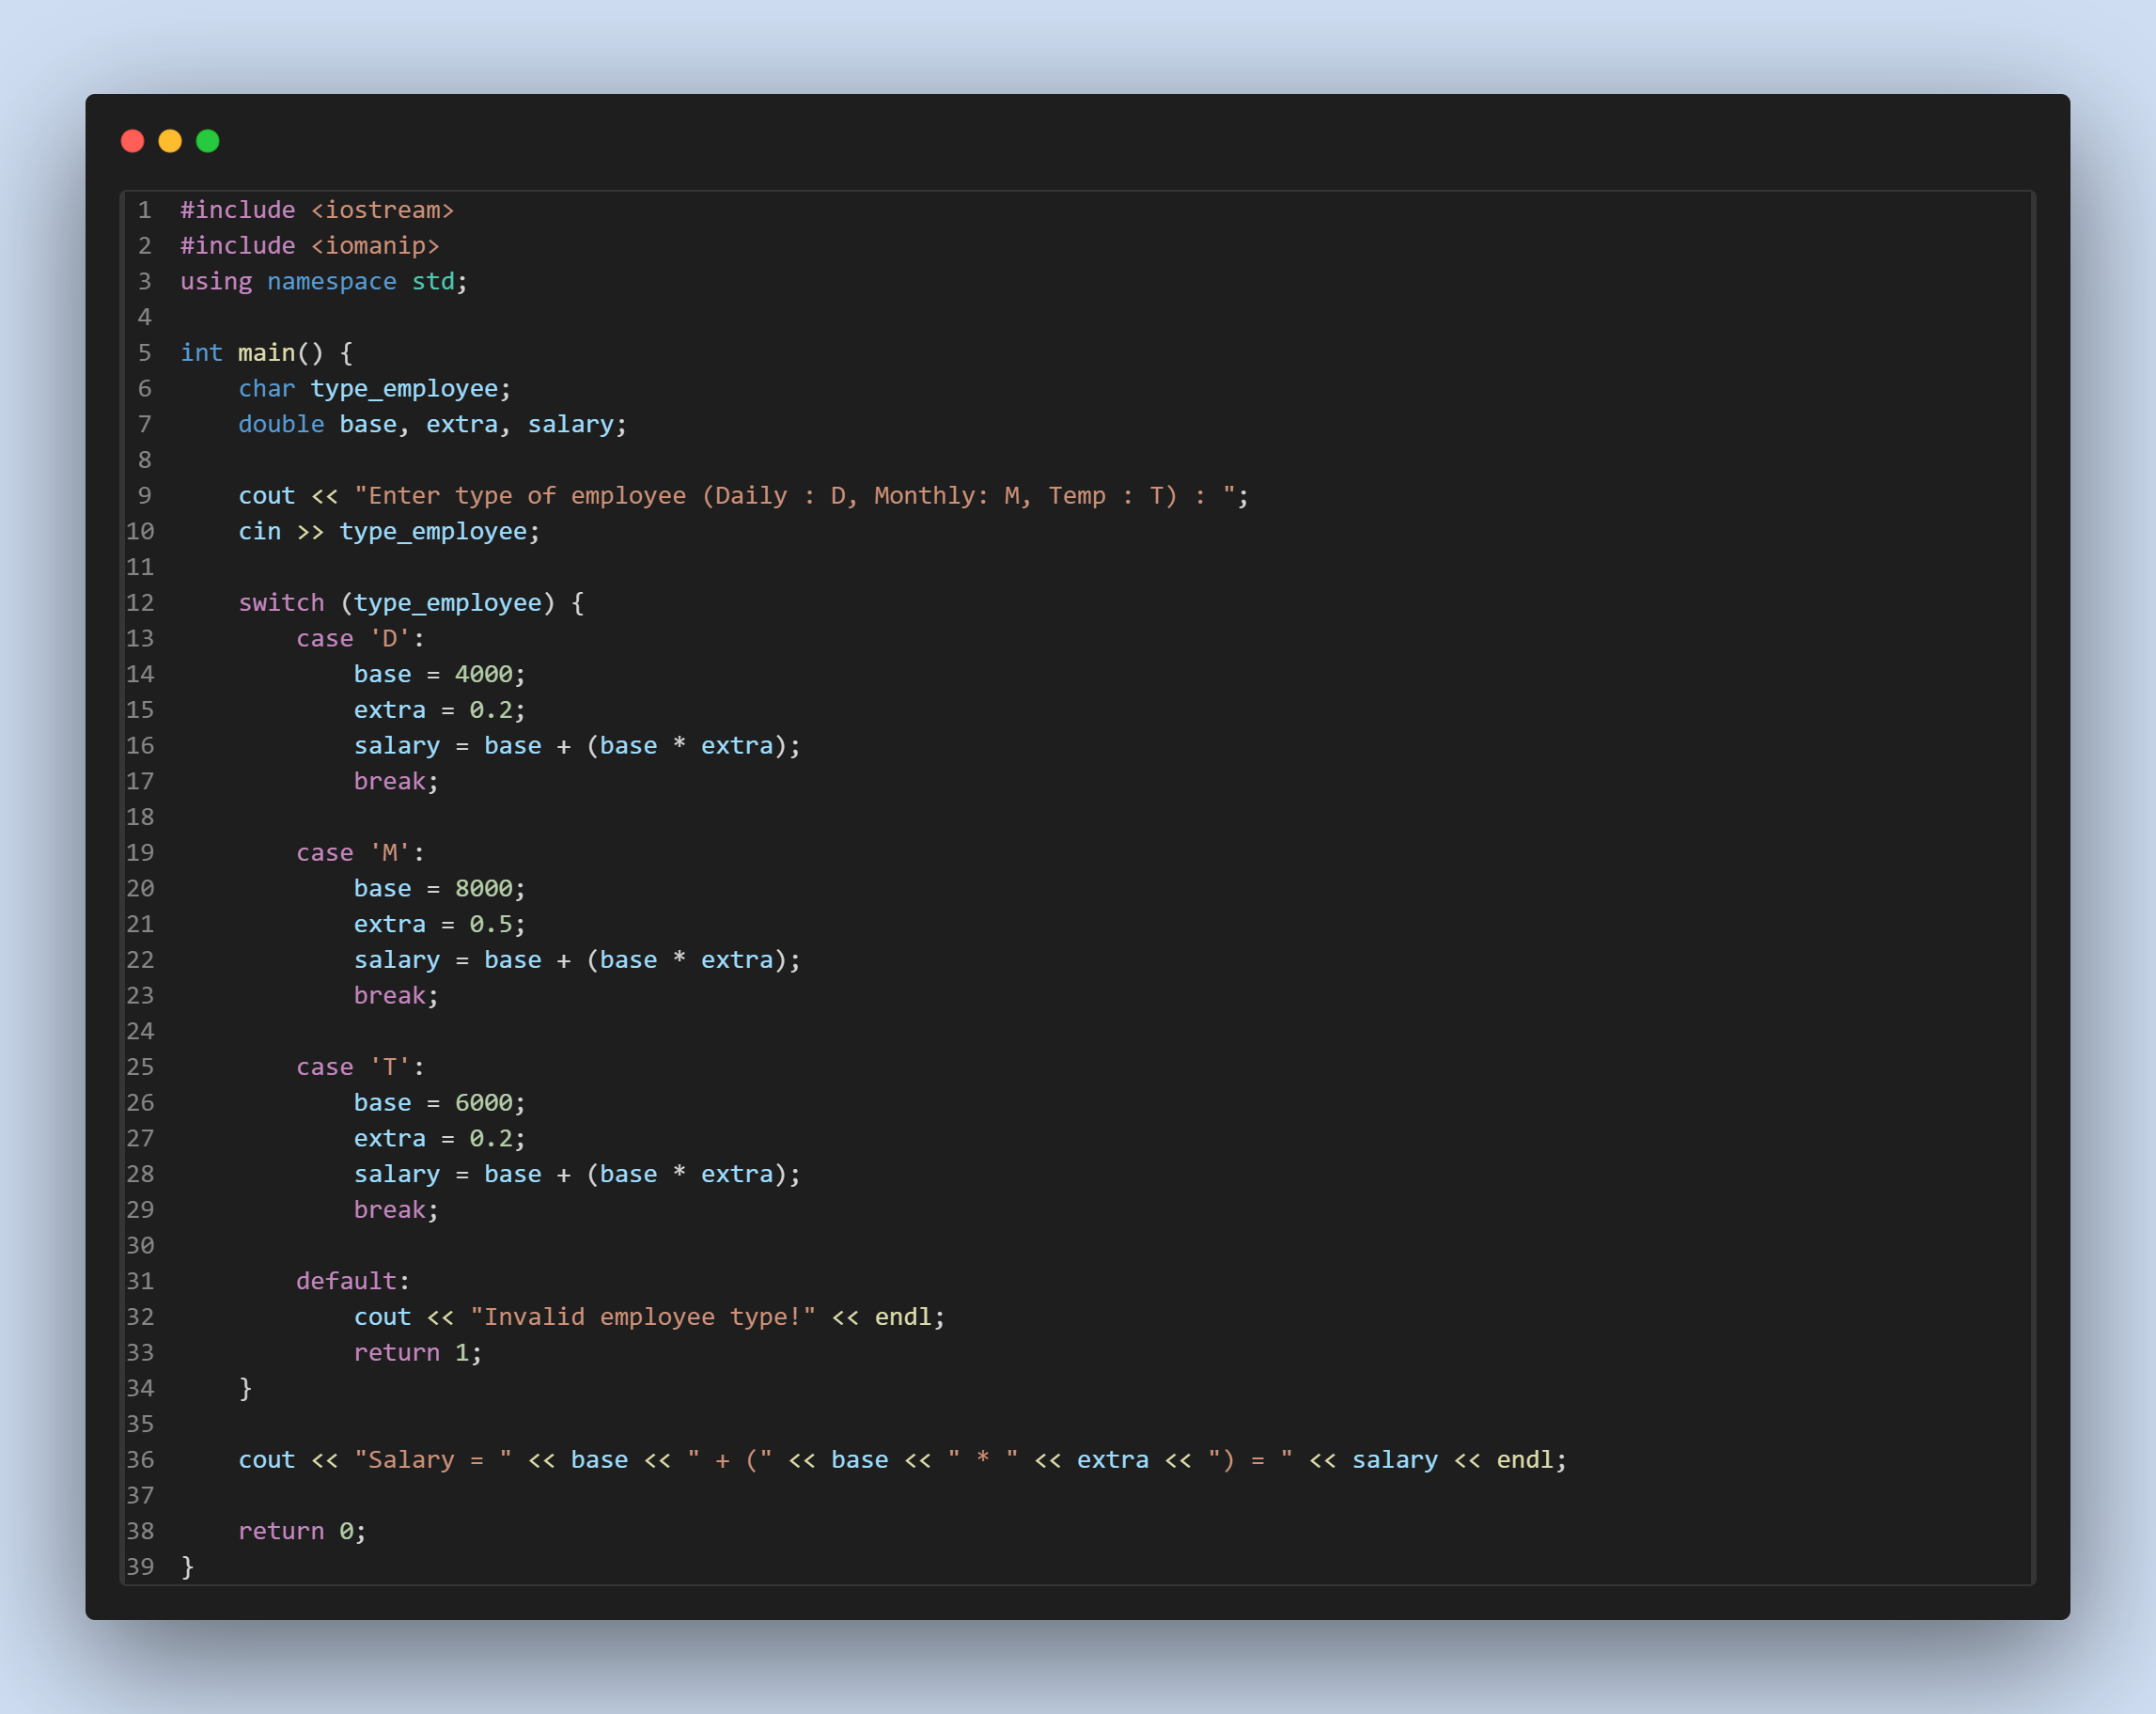 1 #include <iostream>
2 #include <iomanip>
3 using namespace std;
4
5 int main() {
6     char type_employee;
7     double base, extra, salary;
8
9     cout << "Enter type of employee (Daily : D, Monthly: M, Temp : T) : ";
10     cin >> type_employee;
11
12     switch (type_employee) {
13         case 'D':
14             base = 4000;
15             extra = 0.2;
16             salary = base + (base * extra);
17             break;
18
19         case 'M':
20             base = 8000;
21             extra = 0.5;
22             salary = base + (base * extra);
23             break;
24
25         case 'T':
26             base = 6000;
27             extra = 0.2;
28             salary = base + (base * extra);
29             break;
30
31         default:
32             cout << "Invalid employee type!" << endl;
33             return 1;
34     }
35
36     cout << "Salary = " << base << " + (" << base << " * " << extra << ") = " << salary << endl;
37
38     return 0;
39 }